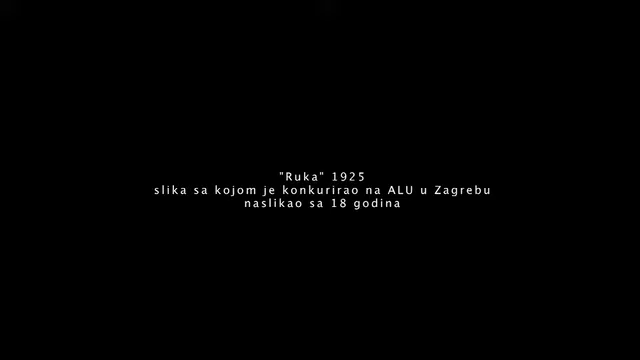 "Ruka" 1925
slika sa kojom je konkurirao na ALU u Zagrebu
naslikao sa 18 godina